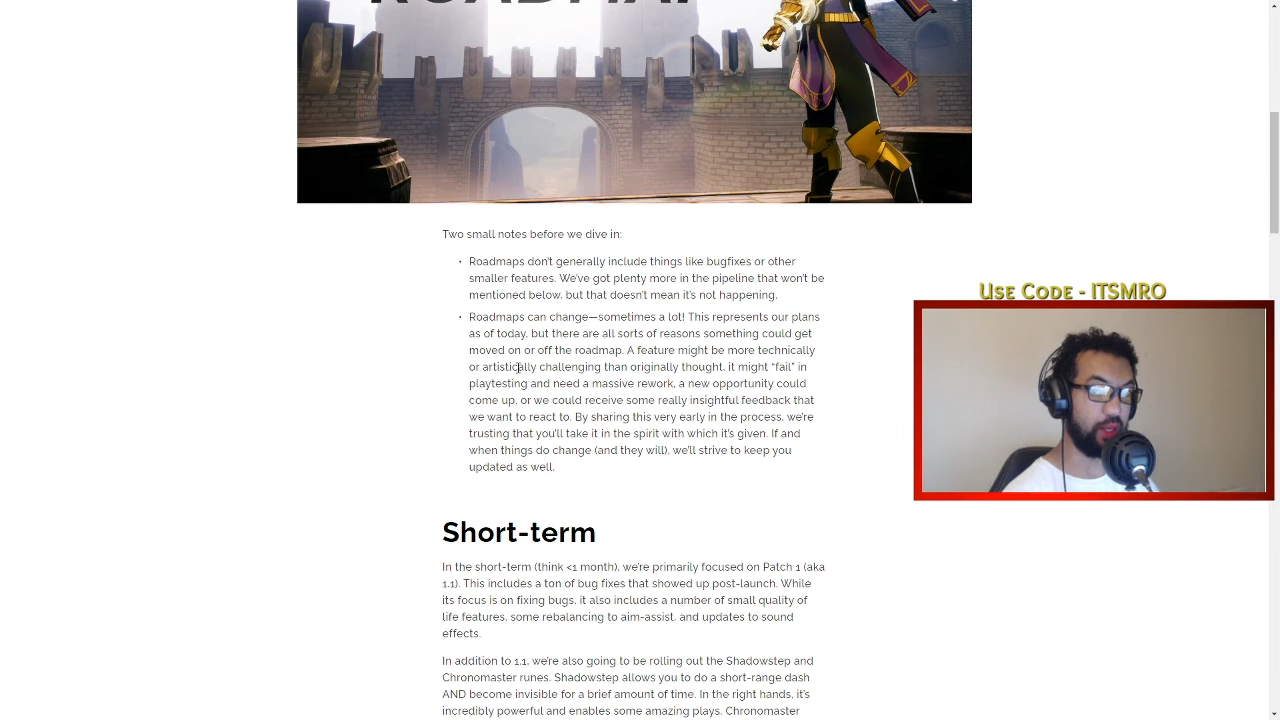 ROADMAP
Two small notes before we dive in:
• Roadmaps don't generally include things like bugfixes or other
smaller features. We've got plenty more in the pipeline that won't be
mentioned below, but that doesn't mean it's not happening.
• Roadmaps can change—sometimes a lot! This represents our plans
as of today, but there are all sorts of reasons something could get
moved on or off the roadmap. A feature might be more technically
or artistically challenging than originally thought, it might “fail” in
playtesting and need a massive rework, a new opportunity could
come up, or we could receive some really insightful feedback that
we want to react to. By sharing this very early in the process, we're
trusting that you'll take it in the spirit with which it's given. If and
when things do change (and they will), we'll strive to keep you
updated as well.
Use Code - ITSMRO
Short-term
In the short-term (think <1 month), we're primarily focused on Patch 1 (aka
1.1). This includes a ton of bug fixes that showed up post-launch. While
its focus is on fixing bugs, it also includes a number of small quality of
life features, some rebalancing to aim-assist, and updates to sound
effects.
In addition to 1.1, we're also going to be rolling out the Shadowstep and
Chronomaster runes. Shadowstep allows you to do a short-range dash
AND become invisible for a brief amount of time. In the right hands, it's
incredibly powerful and enables some amazing plays. Chronomaster